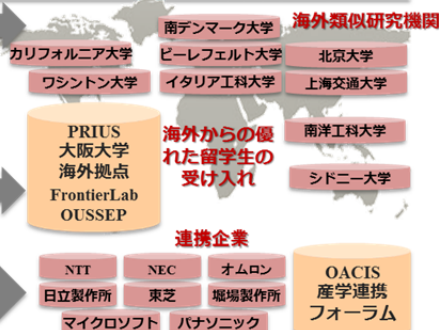 海外類似研究機関
南デンマーク大学
カリフォルニア大学
ビーレフェルト大学
北京大学
ワシントン大学
イタリア工科大学
上海交通大学
PRIUS
大阪大学
海外拠点
FrontierLab
OUSSEP
海外からの優
れた留学生の
受け入れ
南洋工科大学
シドニー大学
連携企業
NTT
NEC
オムロン
日立製作所
東芝
堀場製作所
マイクロソフト
パナソニック
OACIS
産学連携
フォーラム